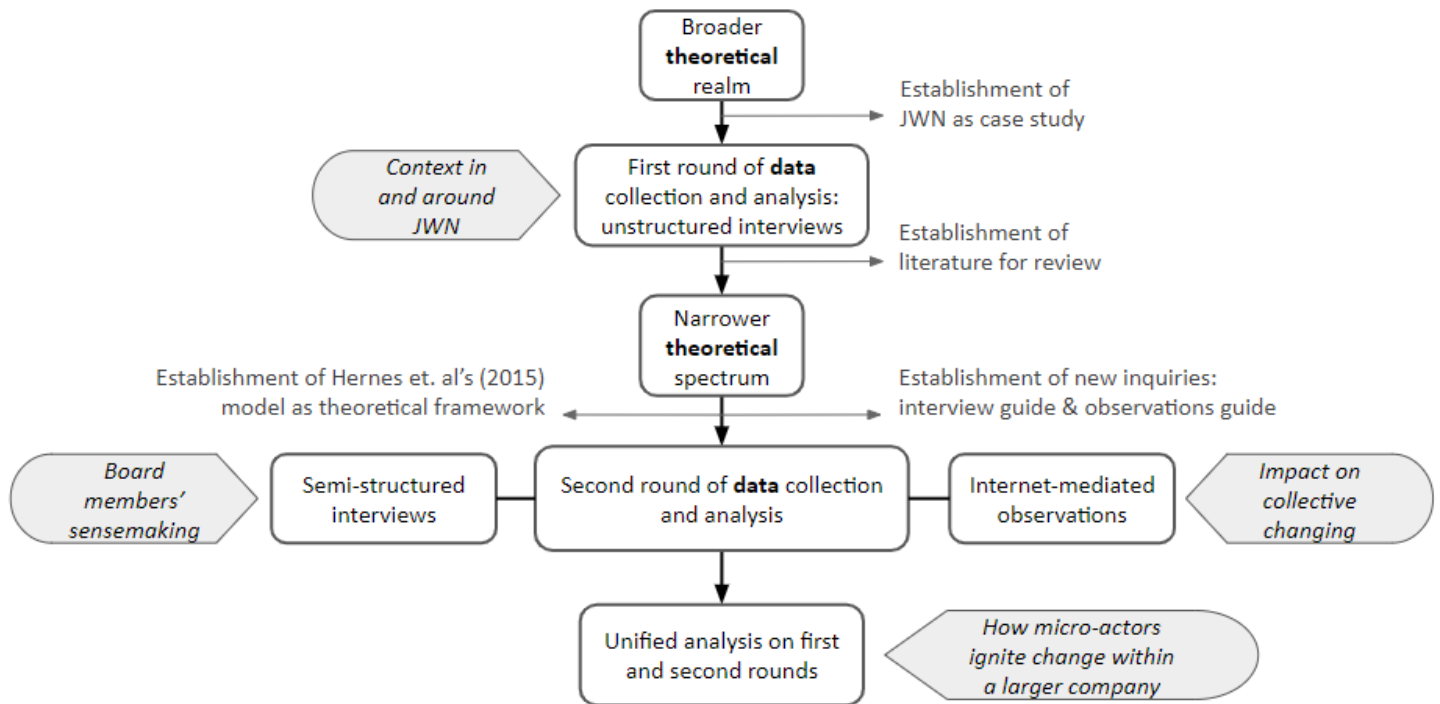 Broader
theoretical
realm
Establishment of
JWN as case study
Context in
and around
JWN
First round of data
collection and analysis:
unstructured interviews
Establishment of
literature for review
Narrower
theoretical
spectrum
Establishment of Hernes et. al's (2015)
model as theoretical framework
Establishment of new inquiries:
interview guide & observations guide
Board
members'
sensemaking
Semi-structured
interviews
Second round of data collection
and analysis
Internet-mediated
observations
Impact on
collective
changing
Unified analysis on first
and second rounds
How micro-actors
ignite change within
a larger company